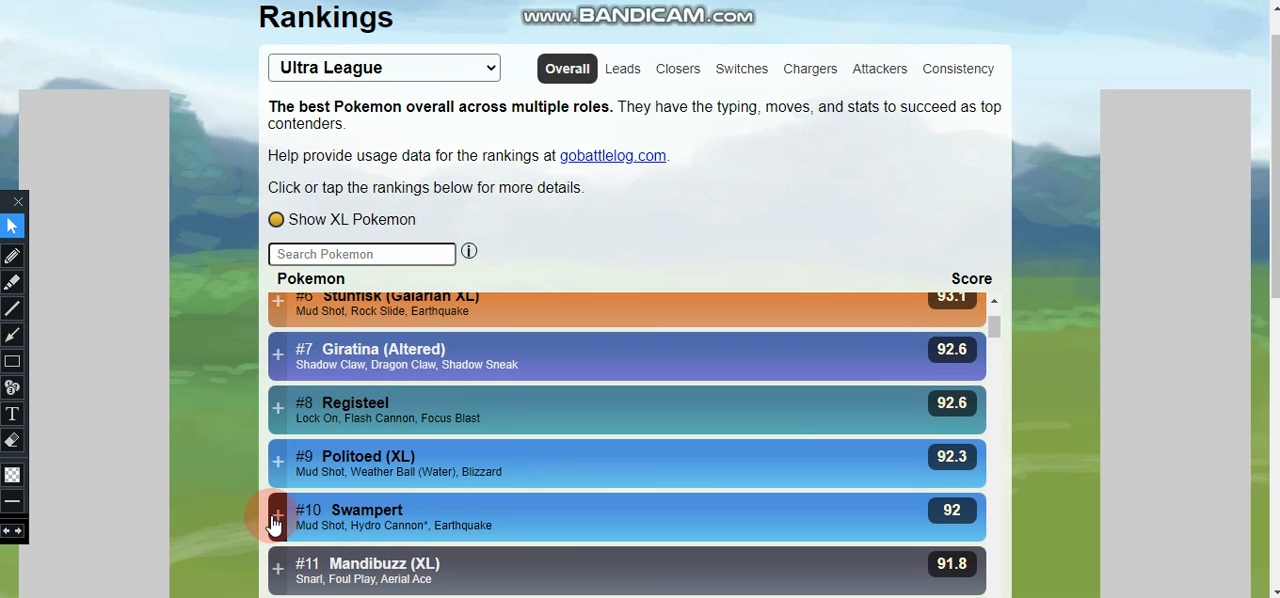 Rankings
www.BANDICAM.com
Ultra League
Overall Leads Closers Switches Chargers Attackers Consistency
The best Pokemon overall across multiple roles. They have the typing, moves, and stats to succeed as top
contenders.
Help provide usage data for the rankings at gobattlelog.com.
Click or tap the rankings below for more details.
Show XL Pokemon
Search Pokemon
Pokemon Score
#6 Stunfisk (Galarian XL) 93.1
Mud Shot, Rock Slide, Earthquake
#7 Giratina (Altered) 92.6
Shadow Claw, Dragon Claw, Shadow Sneak
#8 Registeel 92.6
Lock On, Flash Cannon, Focus Blast
#9 Politoed (XL) 92.3
Mud Shot, Weather Ball (Water), Blizzard
#10 Swampert 92
Mud Shot, Hydro Cannon*, Earthquake
#11 Mandibuzz (XL) 91.8
Snarl, Foul Play, Aerial Ace